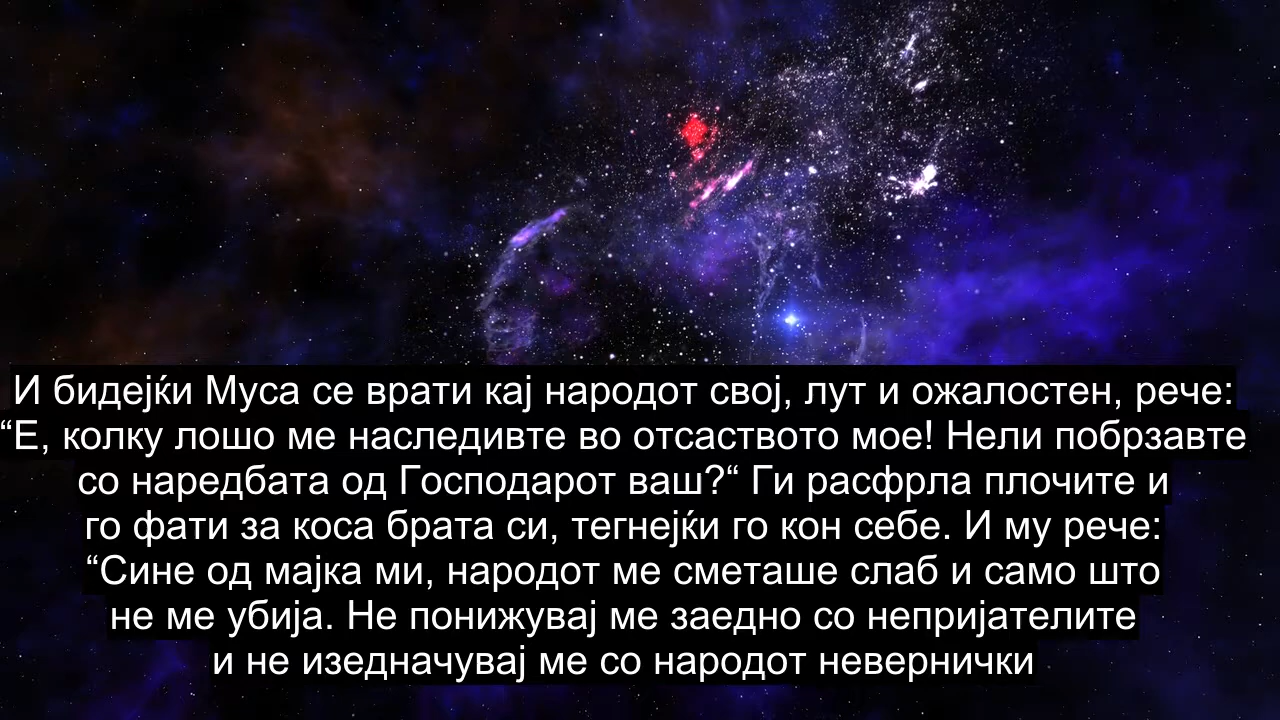 И бидејќи Муса се врати кај народот свој, лут и ожалостен, рече:
“Е, колку лошо ме наследивте во отсаството мое! Нели побрзавте
со наредбата од Господарот ваш?“ Ги расфрла плочите и
го фати за коса брата си, тегнејќи го кон себе. И му рече:
“Сине од мајка ми, народот ме сметаше слаб и само што
не ме убија. Не понижувај ме заедно со непријателите
и не изедначувај ме со народот невернички